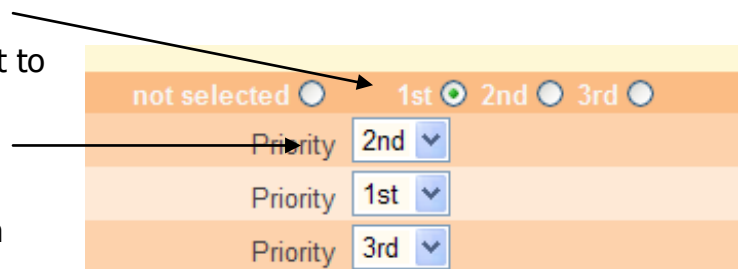 t to
not selected 1st 2nd 3rd
Priority 2nd
Priority 1st
Priority 3rd